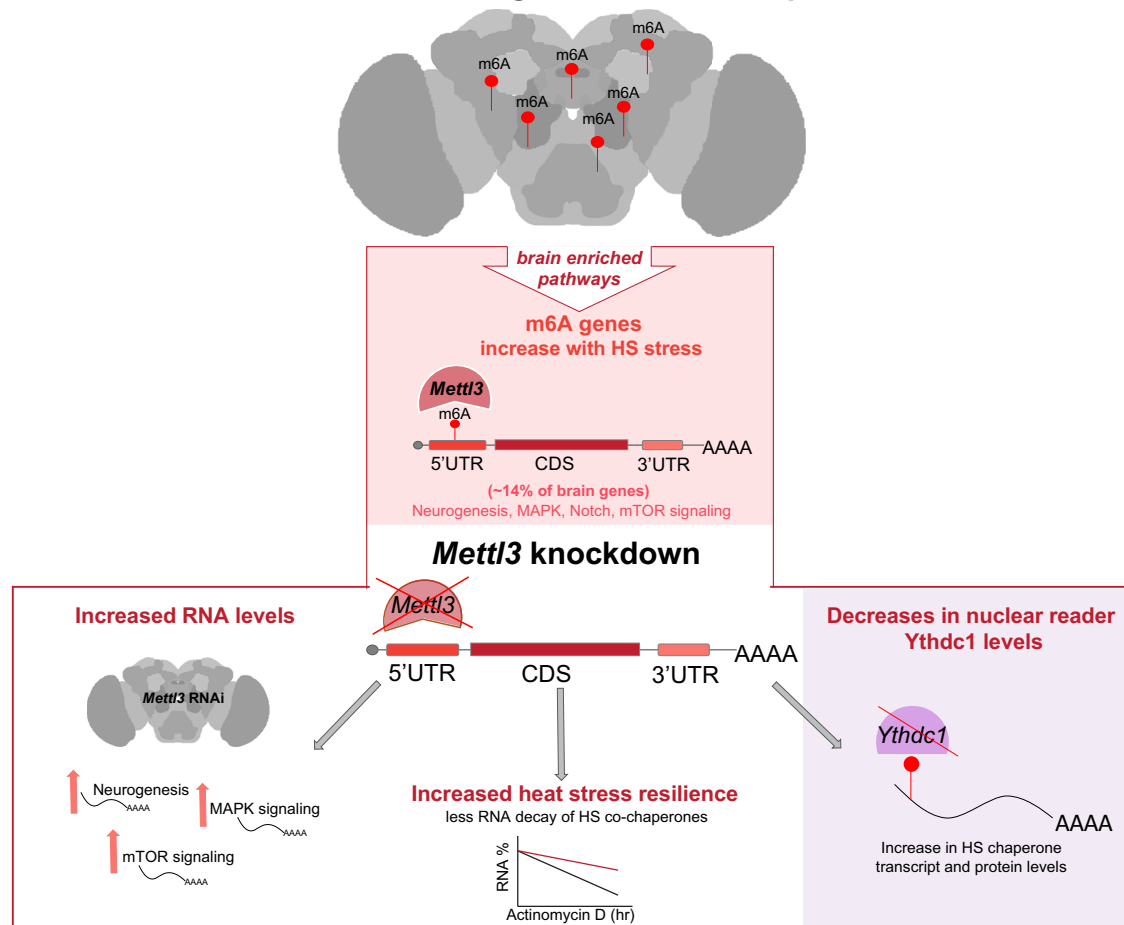 m6A
m6A
m6A
m6A
m6A
m6A
brain enriched
pathways
m6A genes
increase with HS stress
Mettl3
m6A
AAAA
5'UTR
CDS
3'UTR
(~14% of brain genes)
Neurogenesis, MAPK, Notch, mTOR signaling
Mettl3 knockdown
Increased RNA levels
Mettl3
AAAA
5'UTR
CDS
3'UTR
Mettl3 RNAi
Neurogenesis
AAAA
MAPK signaling
AAAA
mTOR signaling
AAAA
Increased heat stress resilience
less RNA decay of HS co-chaperones
RNA %
Actinomycin D (hr)
Decreases in nuclear reader
Ythdc1 levels
Ythdc1
AAAA
Increase in HS chaperone
transcript and protein levels